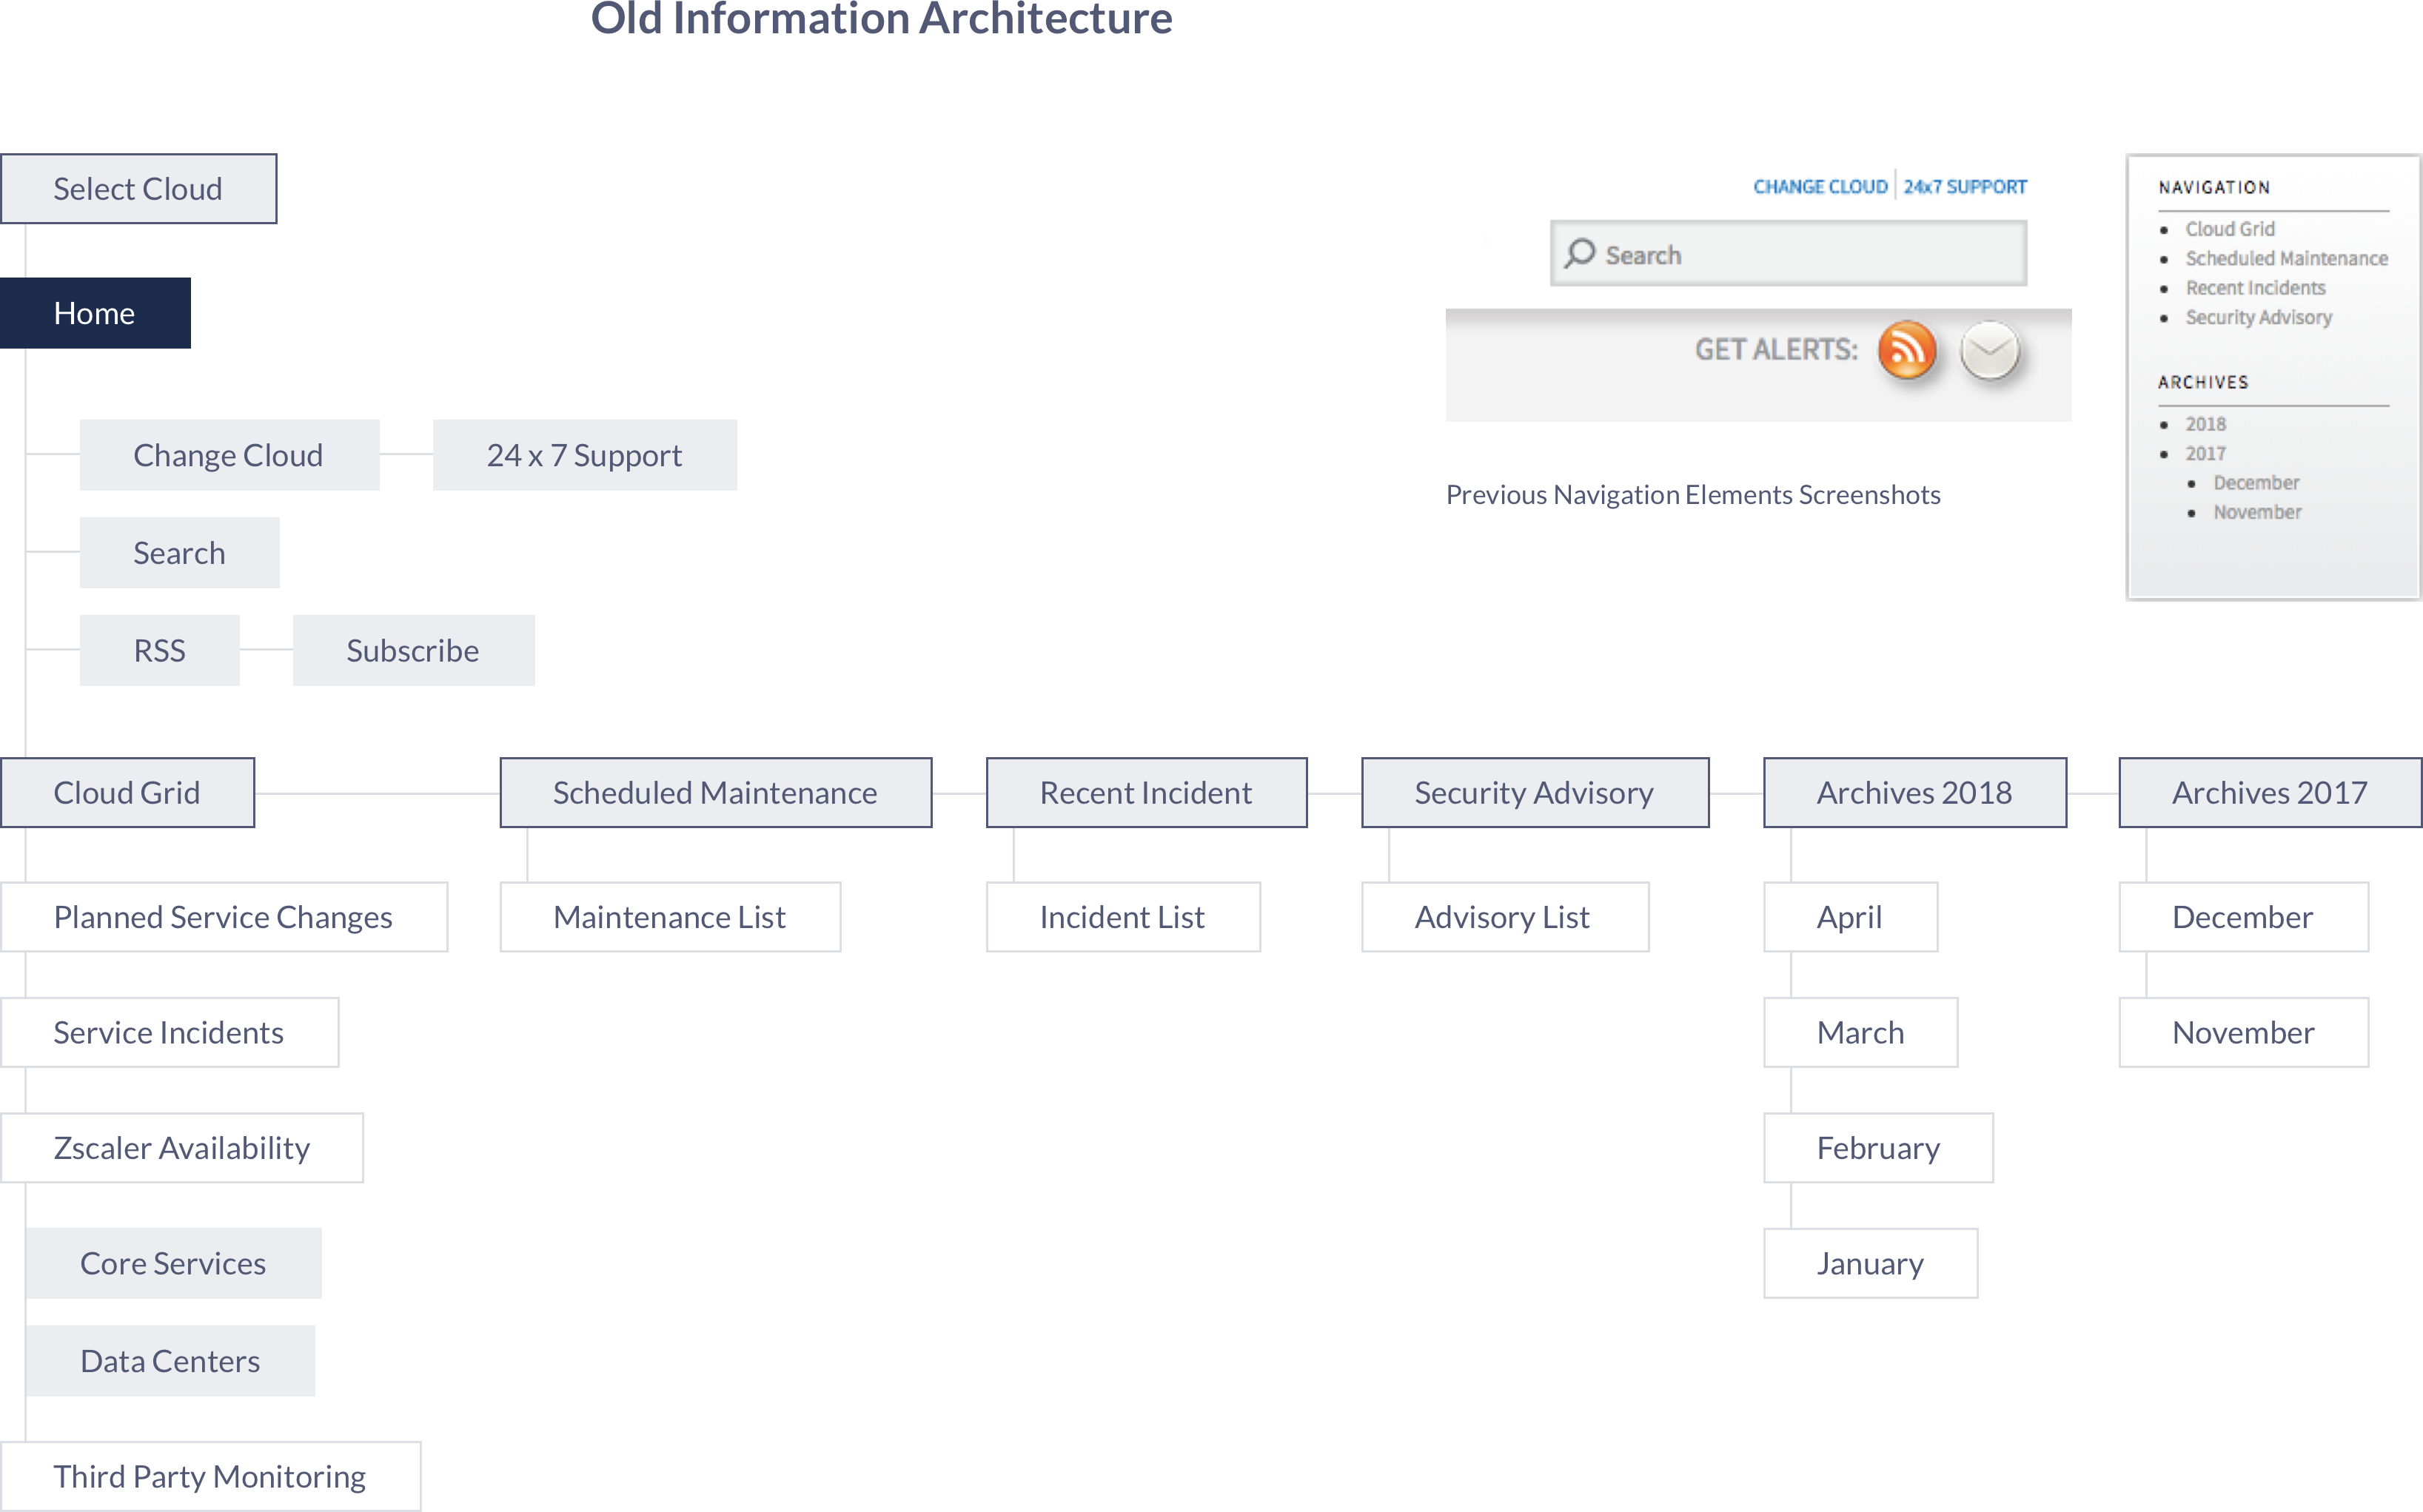 Old Information Architecture
Select Cloud
Home
Change Cloud
24 x 7 Support
Search
RSS
Subscribe
CHANGE CLOUD
24x7 SUPPORT
Search
GET ALERTS:
Previous Navigation Elements Screenshots
NAVIGATION
Cloud Grid
Scheduled Maintenance
Recent Incidents
Security Advisory
ARCHIVES
2018
2017
December
November
Cloud Grid
Planned Service Changes
Service Incidents
Zscaler Availability
Core Services
Data Centers
Third Party Monitoring
Scheduled Maintenance
Maintenance List
Recent Incident
Incident List
Security Advisory
Advisory List
Archives 2018
April
March
February
January
Archives 2017
December
November